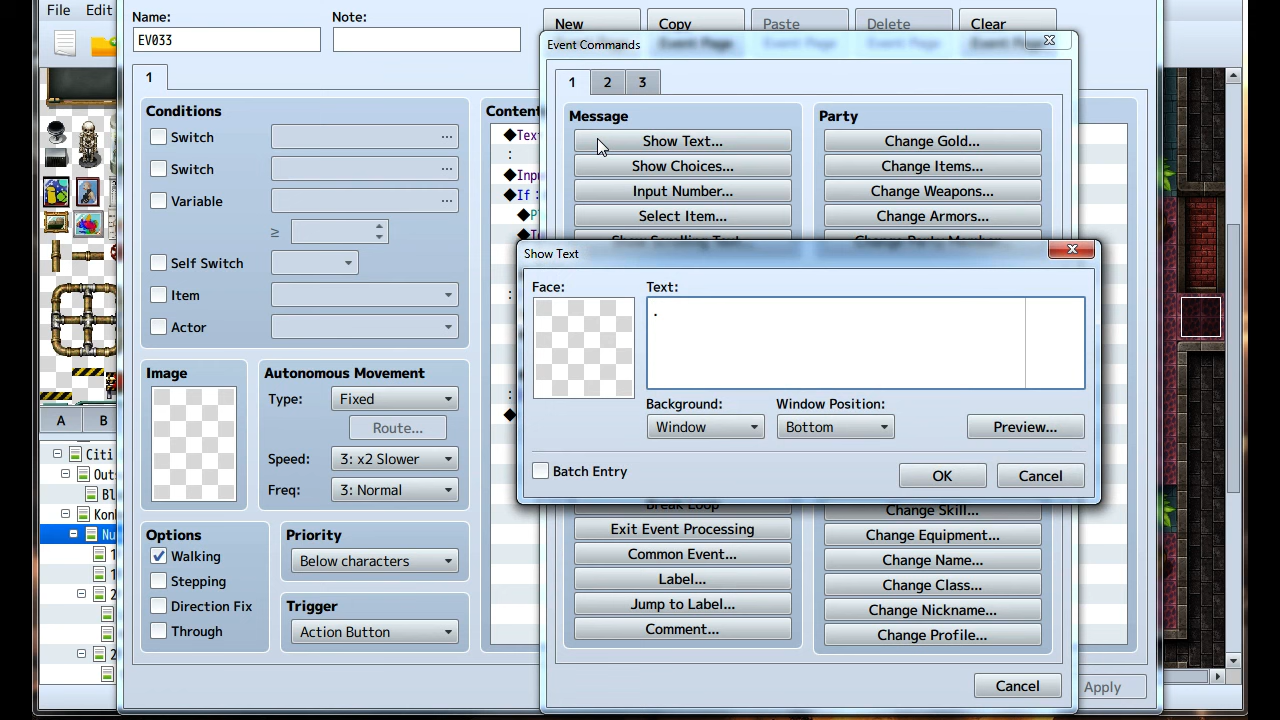 File Edit
Name:
Note:
EV033
New
Copy
Paste
Delete
Clear
Event Commands
1
1 2 3
Conditions
Switch
Switch
Variable
≥
Self Switch
Item
Actor
Content
Message
Party
Show Text...
Change Gold...
Show Choices...
Change Items...
Input Number...
Change Weapons...
Select Item...
Change Armors...
Show Text
Face:
Text:
.
Background:
Window Position:
Window
Bottom
Preview...
Batch Entry
OK
Cancel
Image
Autonomous Movement
Type:
Fixed
Route...
Speed:
3: x2 Slower
Freq:
3: Normal
A B
Options
Walking
Stepping
Direction Fix
Through
Priority
Below characters
Trigger
Action Button
Change Skill...
Exit Event Processing
Change Equipment...
Common Event...
Change Name...
Label...
Change Class...
Jump to Label...
Change Nickname...
Comment...
Change Profile...
Cancel
Apply